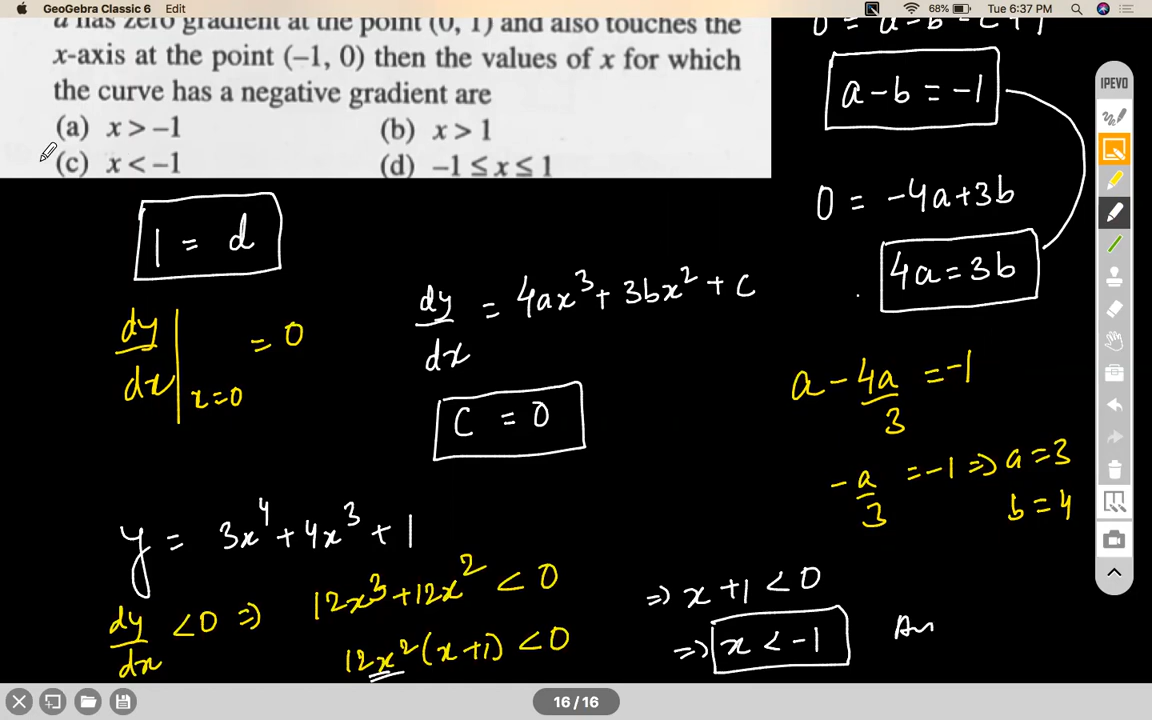 GeoGebra Classic 6 Edit
68% Tue 6:37 PM
d has zero gradient at the point (0, 1) and also touches the
x-axis at the point (–1, 0) then the values of x for which
the curve has a negative gradient are
(a) x > –1 (b) x > 1
(c) x < –1 (d) –1 ≤ x ≤ 1
1 = d
dy/dx | x=0 = 0
dy/dx = 4ax³ + 3bx² + c
c = 0
0 = a – b – c + 1
a – b = –1
0 = –4a + 3b
4a = 3b
a – 4a/3 = –1
–a/3 = –1 ⇒ a = 3
b = 4
y = 3x⁴ + 4x³ + 1
dy/dx < 0 ⇒ 12x³ + 12x² < 0
12x²(x+1) < 0
⇒ x + 1 < 0
⇒ x < –1 Ans
IPEVO
16 / 16